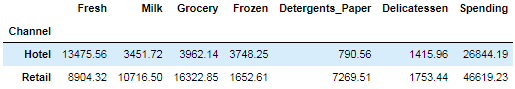 Fresh Milk Grocery Frozen Detergents_Paper Delicatessen Spending
Channel
Hotel 13475.56 3451.72 3962.14 3748.25 790.56 1415.96 26844.19
Retail 8904.32 10716.50 16322.85 1652.61 7269.51 1753.44 46619.23